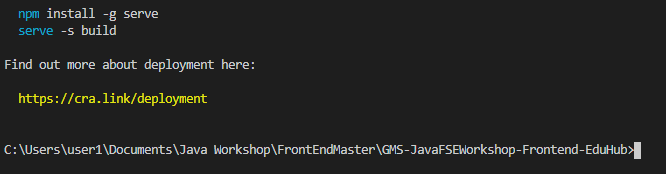 npm install -g serve
serve -s build
Find out more about deployment here:
https://cra.link/deployment
C:\Users\user1\Documents\Java Workshop\FrontEndMaster\GMS-JavaFSEWorkshop-Frontend-EduHub>